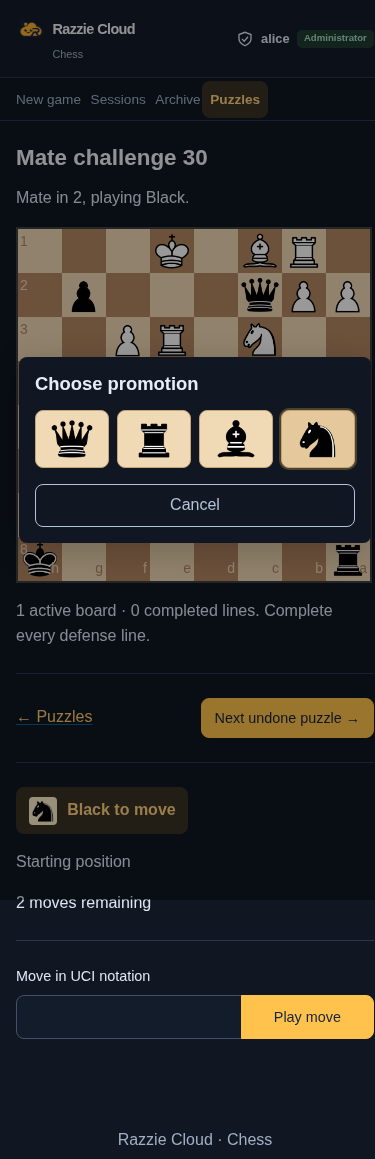 Razzie Cloud
Chess
alice Administrator
New game Sessions Archive Puzzles
Mate challenge 30
Mate in 2, playing Black.
1
2
3
Choose promotion
Cancel
8
h g f e d c b a
1 active board · 0 completed lines. Complete
every defense line.
← Puzzles
Next undone puzzle →
Black to move
Starting position
2 moves remaining
Move in UCI notation
Play move
Razzie Cloud · Chess